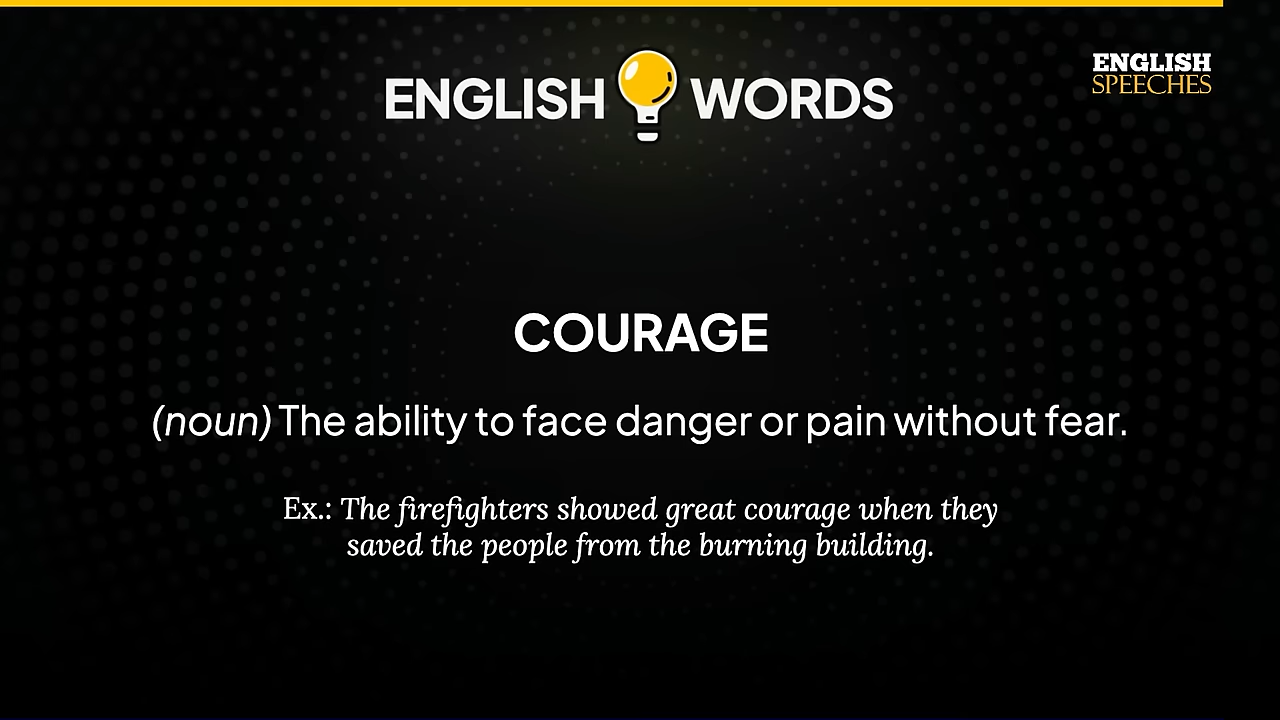 ENGLISH WORDS
ENGLISH
SPEECHES
COURAGE
(noun) The ability to face danger or pain without fear.
Ex.: The firefighters showed great courage when they
saved the people from the burning building.